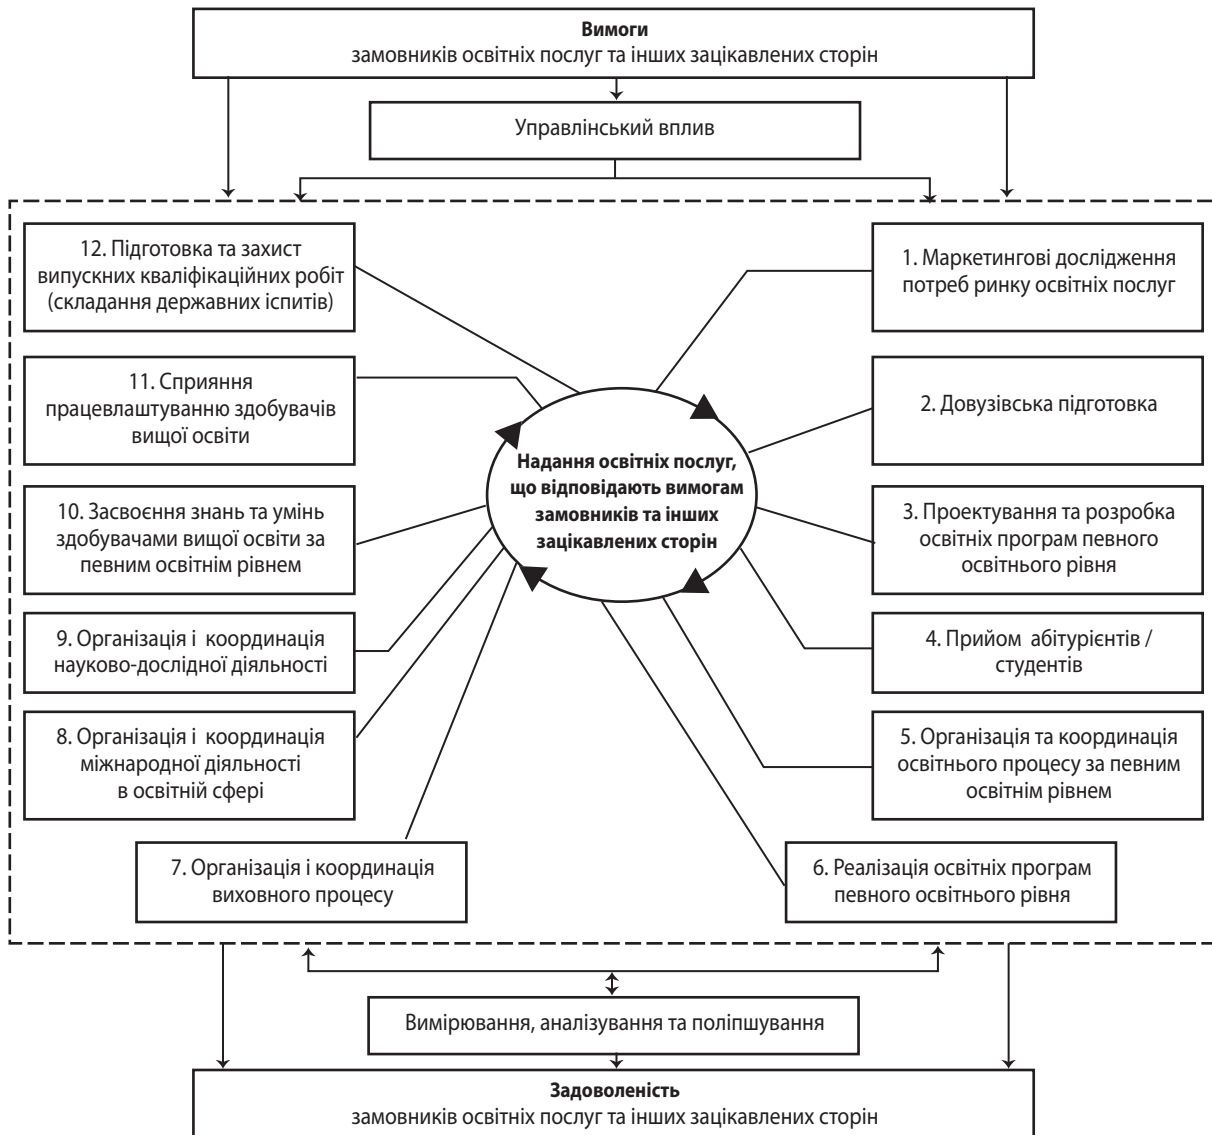 Вимоги
замовників освітніх послуг та інших зацікавлених сторін
Управлінський вплив
12. Підготовка та захист
випускних кваліфікаційних робіт
(складання державних іспитів)
1. Маркетингові дослідження
потреб ринку освітніх послуг
11. Сприяння
працевлаштуванню здобувачів
вищої освіти
2. Довузівська підготовка
Надання освітніх послуг,
що відповідають вимогам
замовників та інших
зацікавлених сторін
10. Засвоєння знань та умінь
здобувачами вищої освіти за
певним освітнім рівнем
3. Проектування та розробка
освітніх програм певного
освітнього рівня
9. Організація і координація
науково-дослідної діяльності
4. Прийом абітурієнтів /
студентів
8. Організація і координація
міжнародної діяльності
в освітній сфері
5. Організація та координація
освітнього процесу за певним
освітнім рівнем
7. Організація і координація
виховного процесу
6. Реалізація освітніх програм
певного освітнього рівня
Вимірювання, аналізування та поліпшування
Задоволеність
замовників освітніх послуг та інших зацікавлених сторін